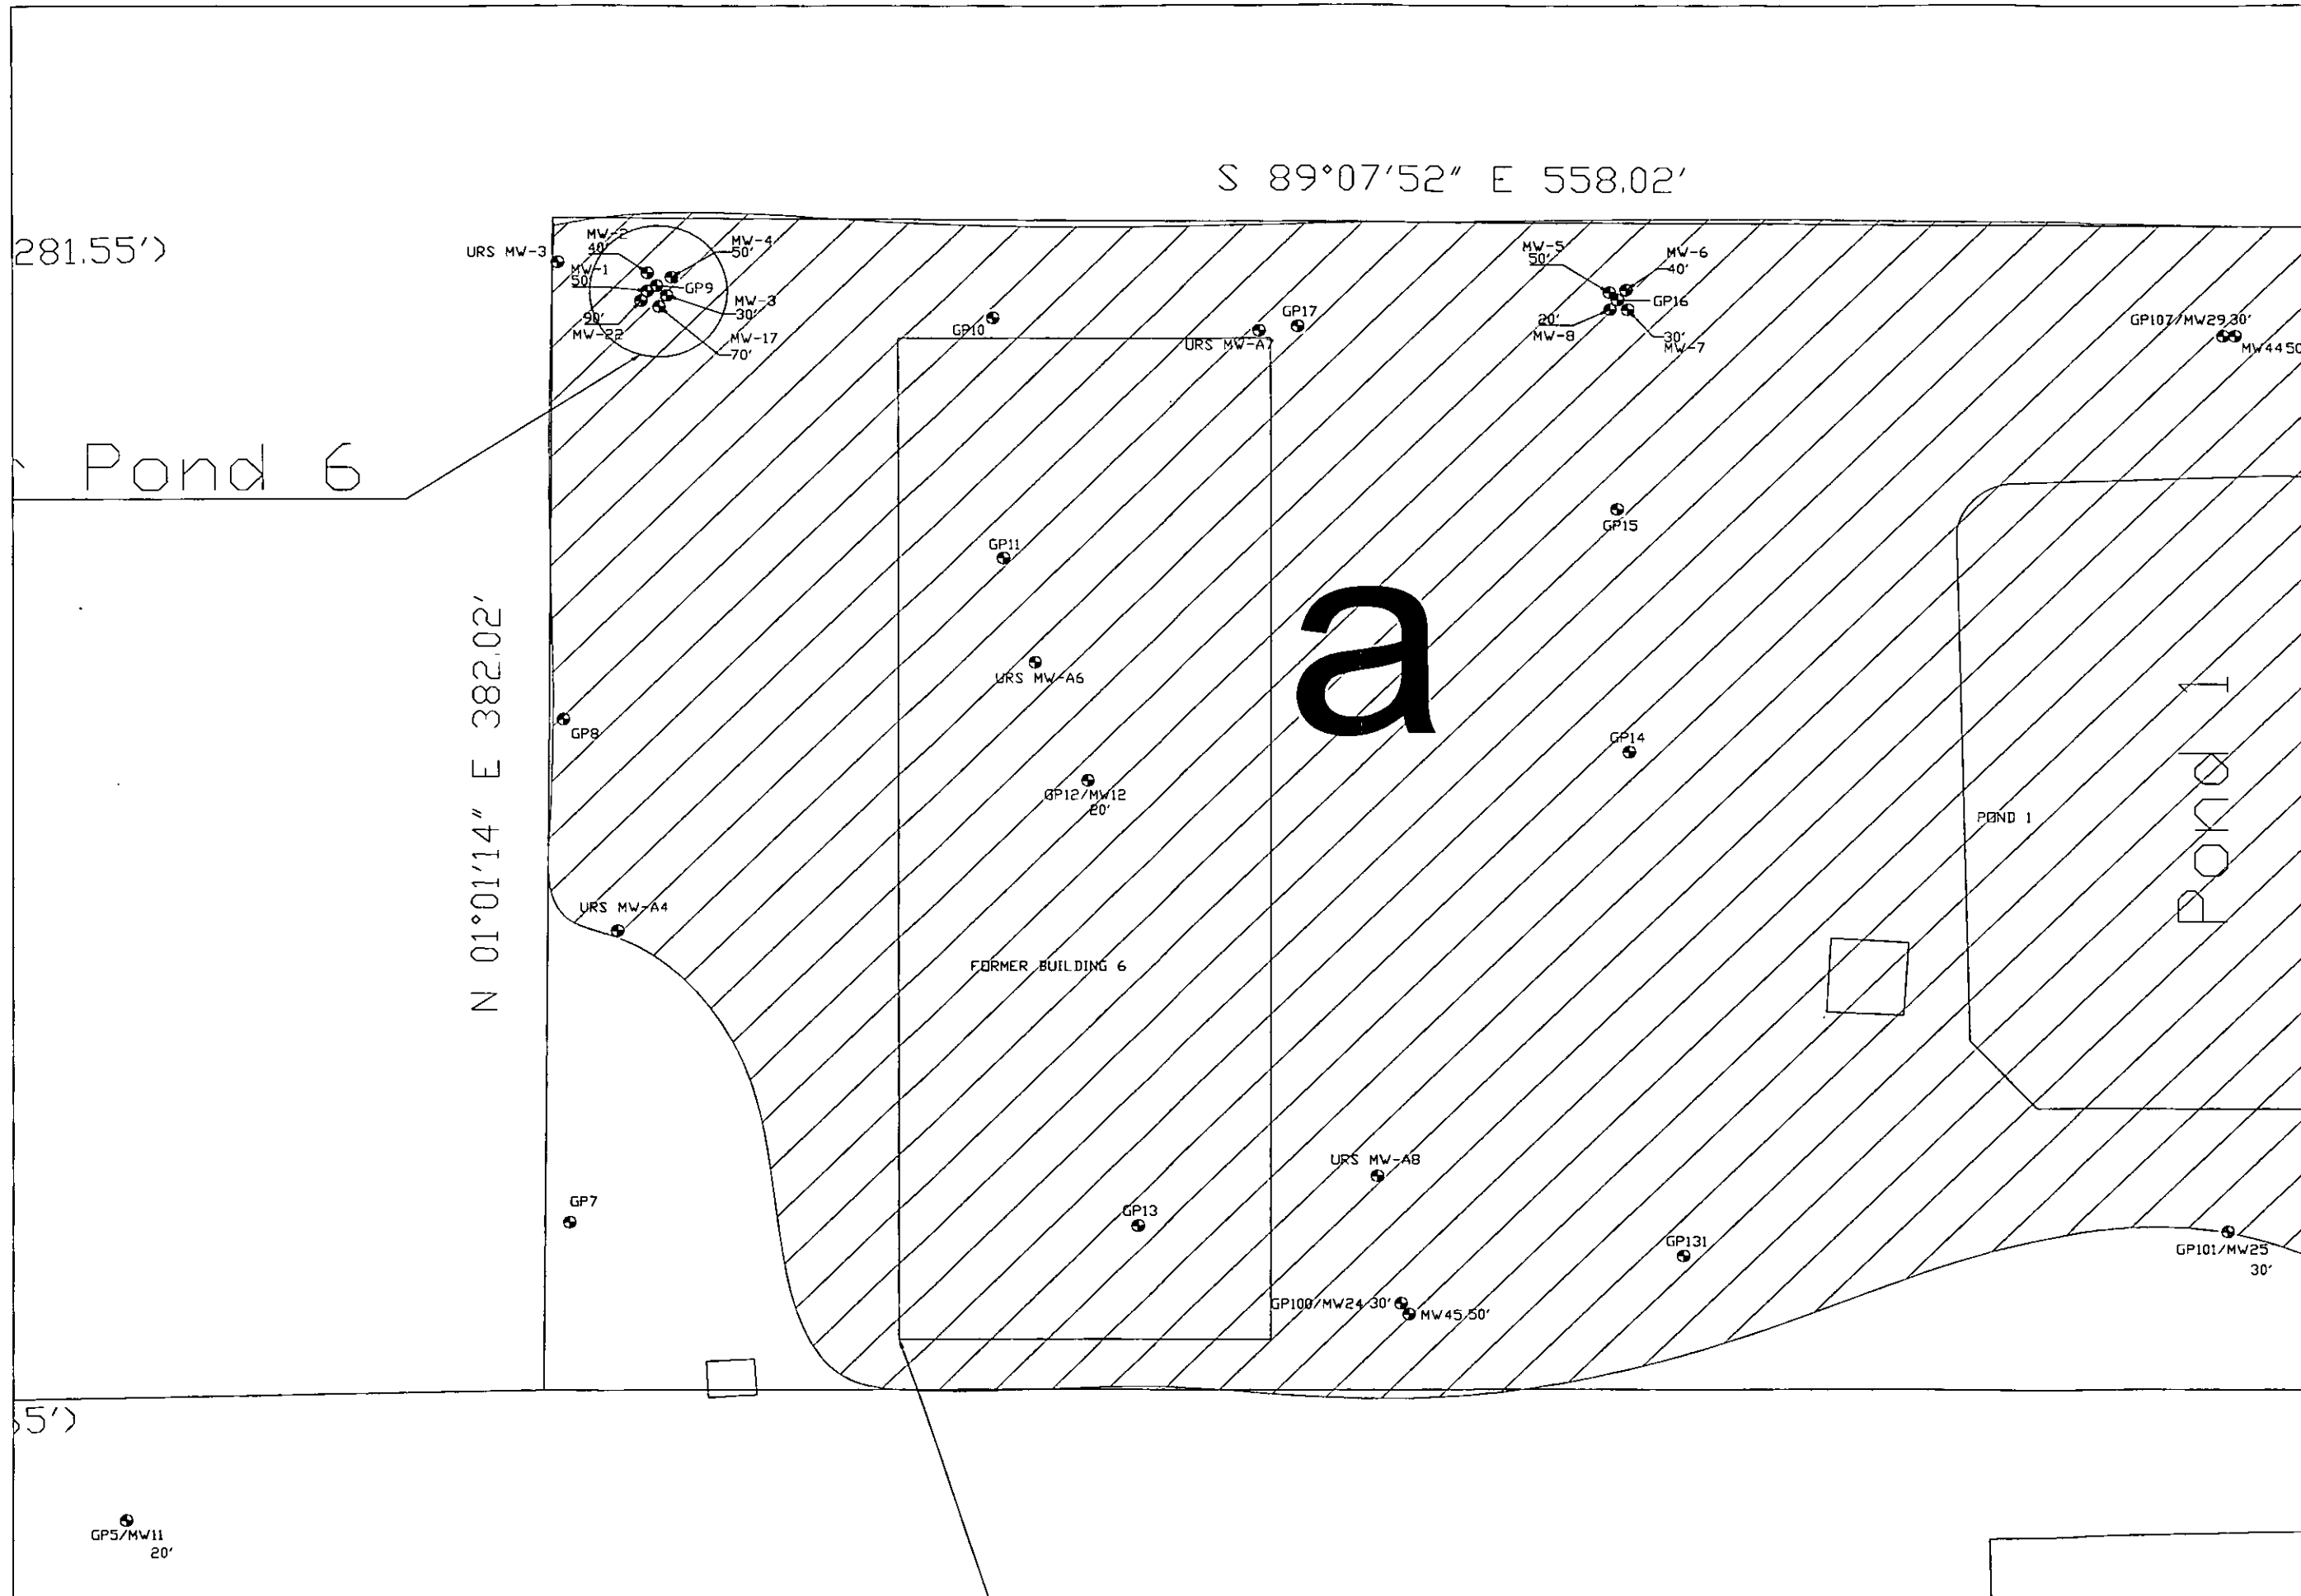 S 89°07'52" E 558.02'
281.55')
URS MW-3
MW-2
40'
MW-4
50'
MW-1
50'
GP9
MW-3
30'
90'
MW-22
MW-17
70'
GP10
URS MW-A7
GP17
MW-5
50'
MW-6
40'
GP16
20'
MW-8
30'
MW-7
GP107/MW29 30'
MW44 50
Pond 6
GP15
GP11
a
N 01°01'14" E 382.02'
URS MW-A6
GP8
GP14
GP12/MW12
20'
POND 1
Pond 1
URS MW-A4
FORMER BUILDING 6
URS MW-A8
GP7
GP13
GP131
GP101/MW25
30'
GP100/MW24 30'
MW45 50'
5')
GP5/MW11
20'